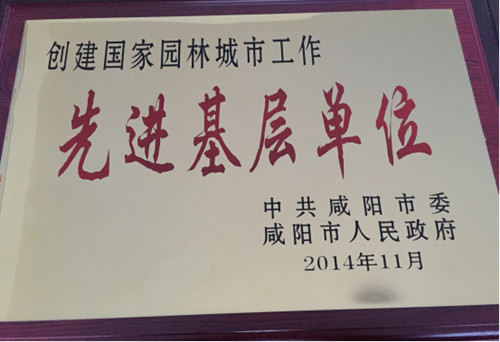 创建国家园林城市工作
先进基层单位
中共咸阳市委
咸阳市人民政府
2014年11月